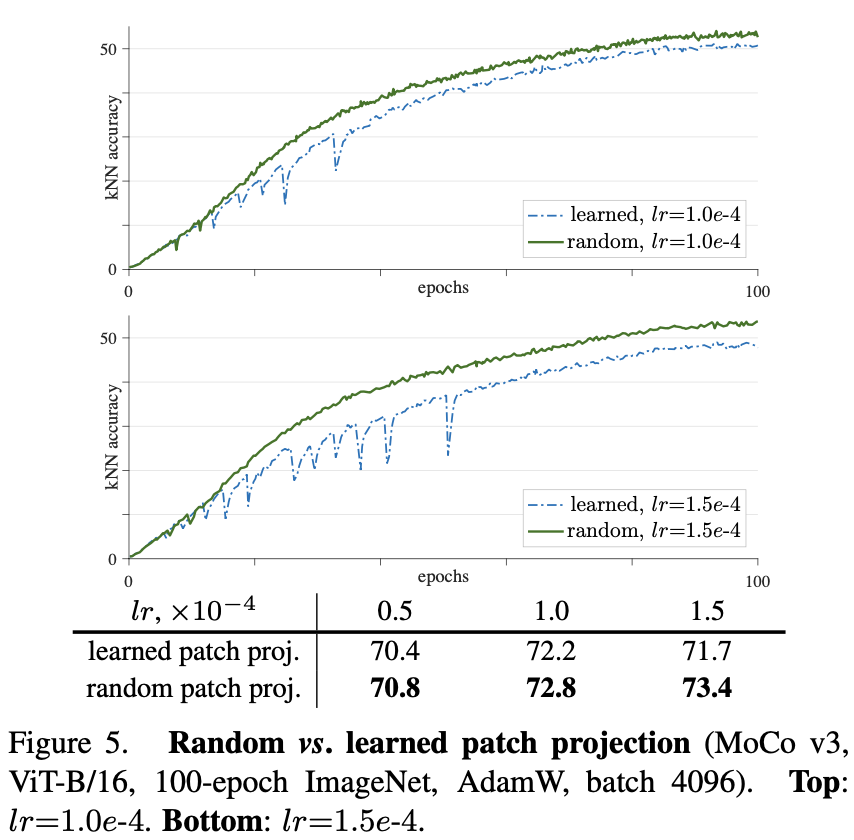 50
kNN accuracy
learned, lr=1.0e-4
random, lr=1.0e-4
0
0
epochs
100
50
kNN accuracy
learned, lr=1.5e-4
random, lr=1.5e-4
0
0
epochs
100
lr, ×10⁻⁴ 0.5 1.0 1.5
learned patch proj. 70.4 72.2 71.7
random patch proj. 70.8 72.8 73.4
Figure 5. Random vs. learned patch projection (MoCo v3,
ViT-B/16, 100-epoch ImageNet, AdamW, batch 4096). Top:
lr=1.0e-4. Bottom: lr=1.5e-4.